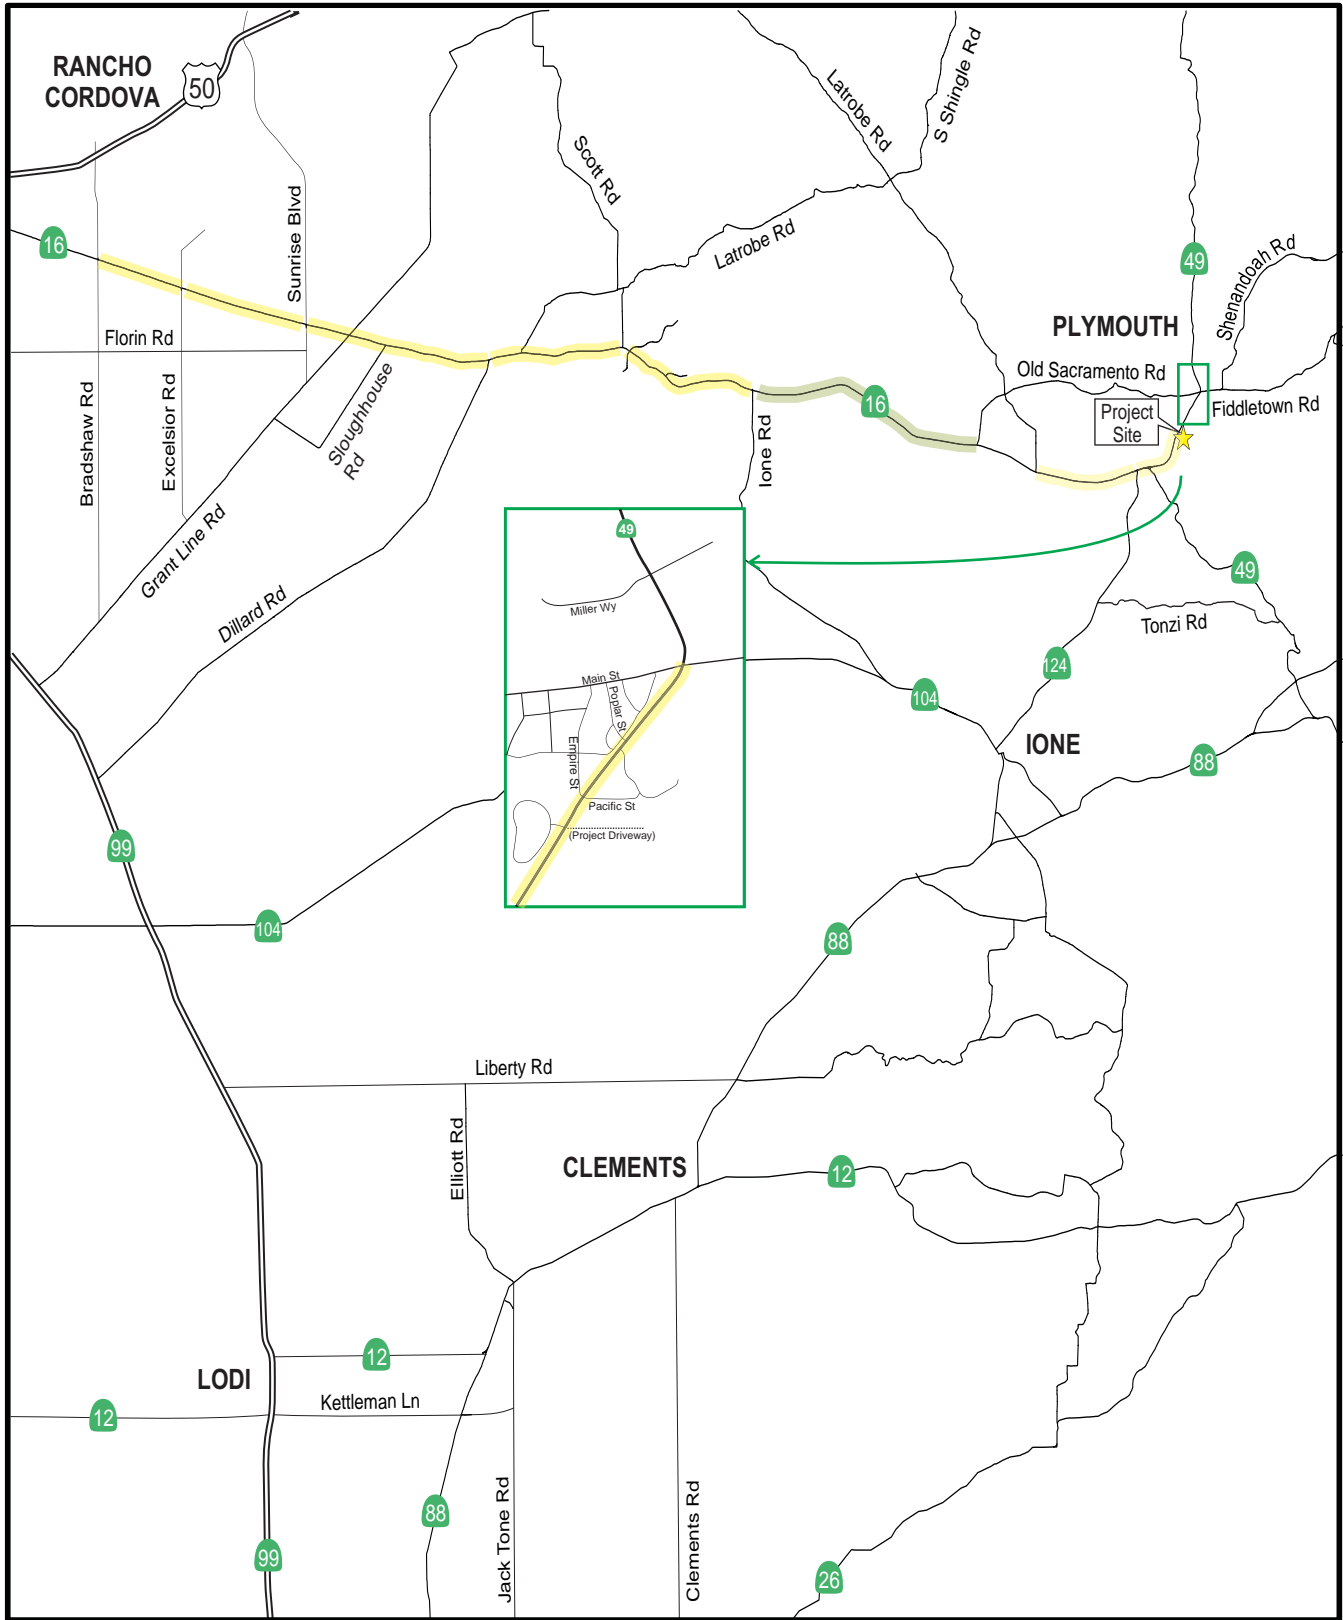 RANCHO
CORDOVA
50
16
Florin Rd
Bradshaw Rd
Excelsior Rd
Sunrise Blvd
Sloughhouse
Rd
Grant Line Rd
Dillard Rd
Scott Rd
Latrobe Rd
Latrobe Rd
S Shingle Rd
49
Shenandoah Rd
PLYMOUTH
Old Sacramento Rd
Fiddletown Rd
Project
Site
16
Ione Rd
49
Tonzi Rd
124
104
IONE
88
49
Miller Wy
Main St
Poplar St
Empire St
Pacific St
(Project Driveway)
99
104
88
Liberty Rd
Elliott Rd
CLEMENTS
12
LODI
12
Kettleman Ln
12
88
Jack Tone Rd
Clements Rd
99
26